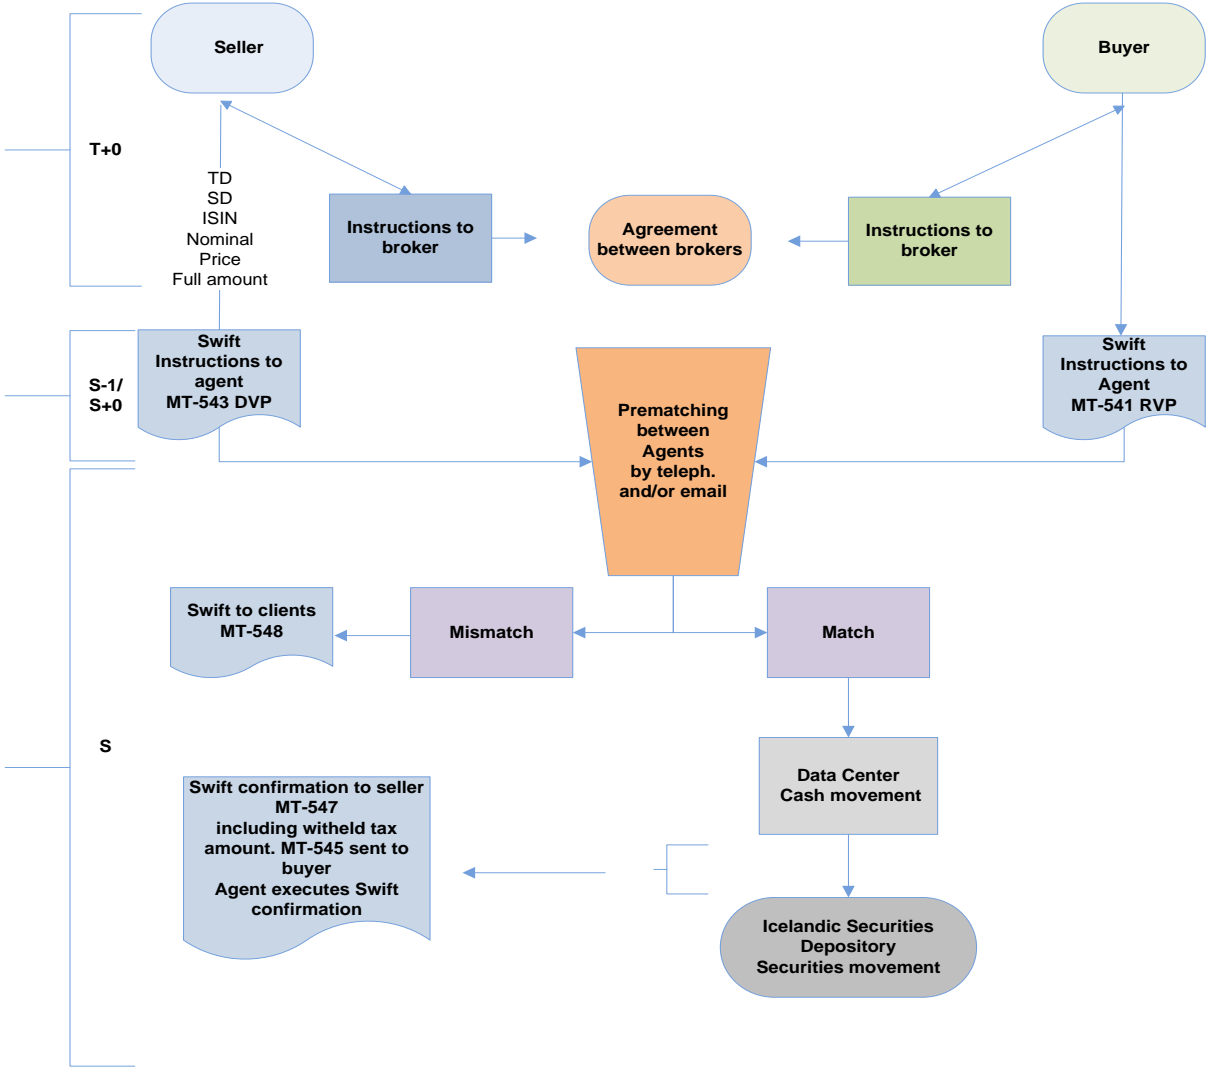 Seller
Buyer
T+0
TD
SD
ISIN
Nominal
Price
Full amount
Instructions to
broker
Agreement
between brokers
Instructions to
broker
S-1/
S+0
Swift
Instructions to
agent
MT-543 DVP
Prematching
between
Agents
by teleph.
and/or email
Swift
Instructions to
Agent
MT-541 RVP
Swift to clients
MT-548
Mismatch
Match
S
Data Center
Cash movement
Swift confirmation to seller
MT-547
including witheld tax
amount. MT-545 sent to
buyer
Agent executes Swift
confirmation
Icelandic Securities
Depository
Securities movement